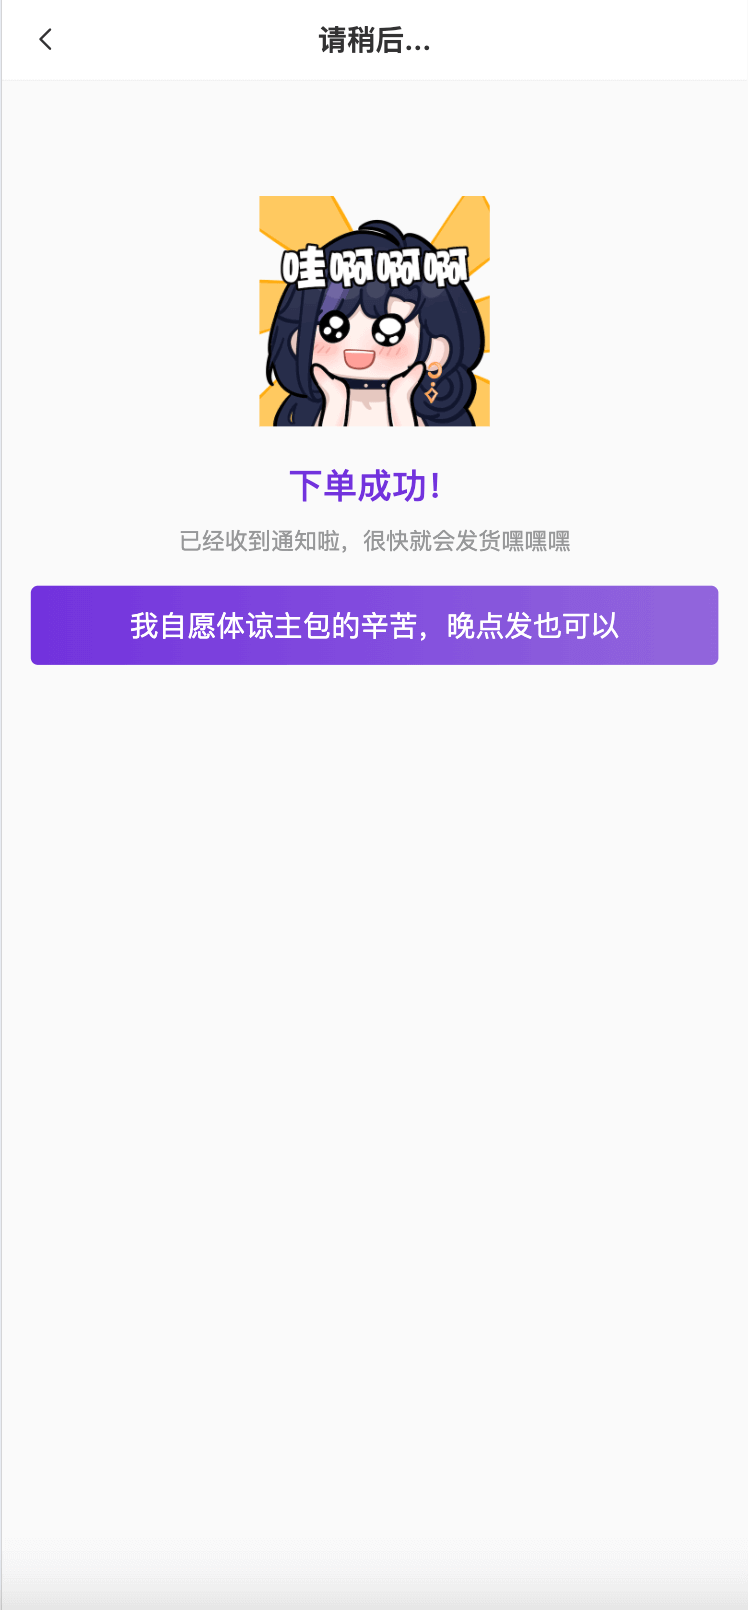 请稍后...
哇啊啊啊
下单成功！
已经收到通知啦，很快就会发货嘿嘿嘿
我自愿体谅主包的辛苦，晚点发也可以